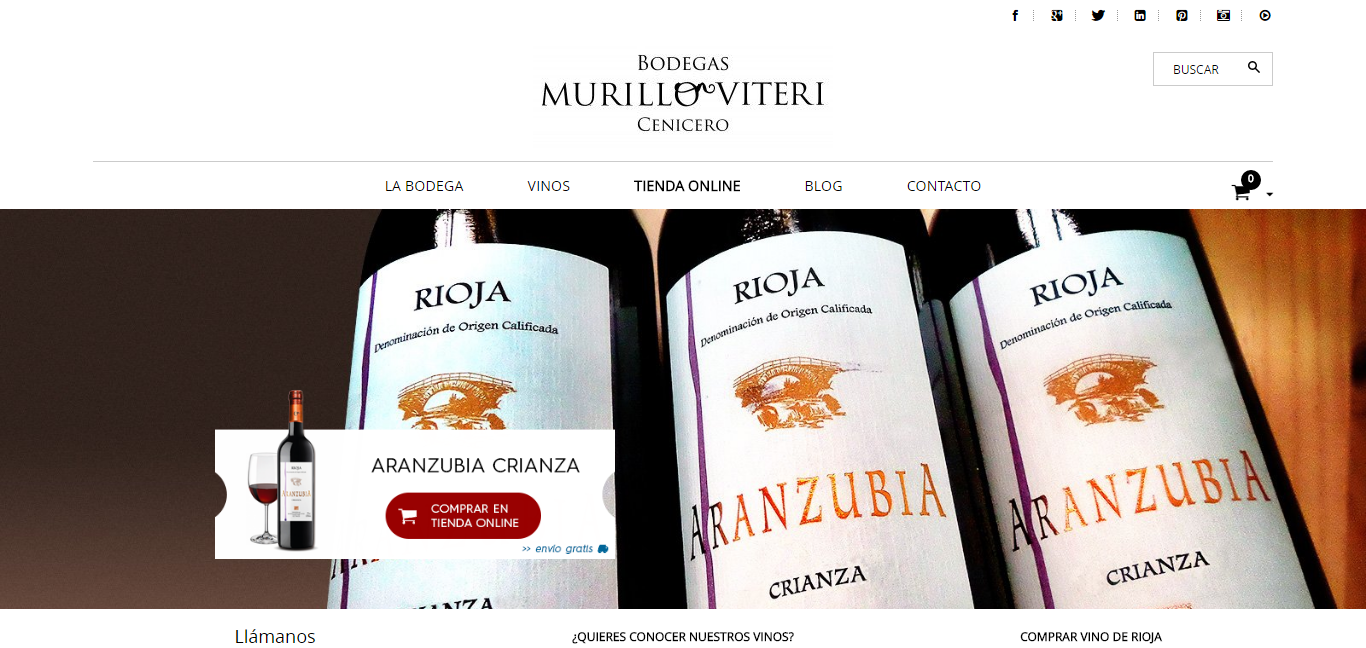 BODEGAS
MURILLO VITERI
CENICERO
BUSCAR
LA BODEGA
VINOS
TIENDA ONLINE
BLOG
CONTACTO
0
RIOJA
Denominación de Origen Calificada
RIOJA
Denominación de Origen Calificada
ARANZUBIA
CRIANZA
RIOJA
Denominación de Origen Calificada
ARANZUBIA
CRIANZA
RIOJA
ARANZUBIA
ARANZUBIA CRIANZA
COMPRAR EN
TIENDA ONLINE
>> envío gratis
Llámanos
¿QUIERES CONOCER NUESTROS VINOS?
COMPRAR VINO DE RIOJA